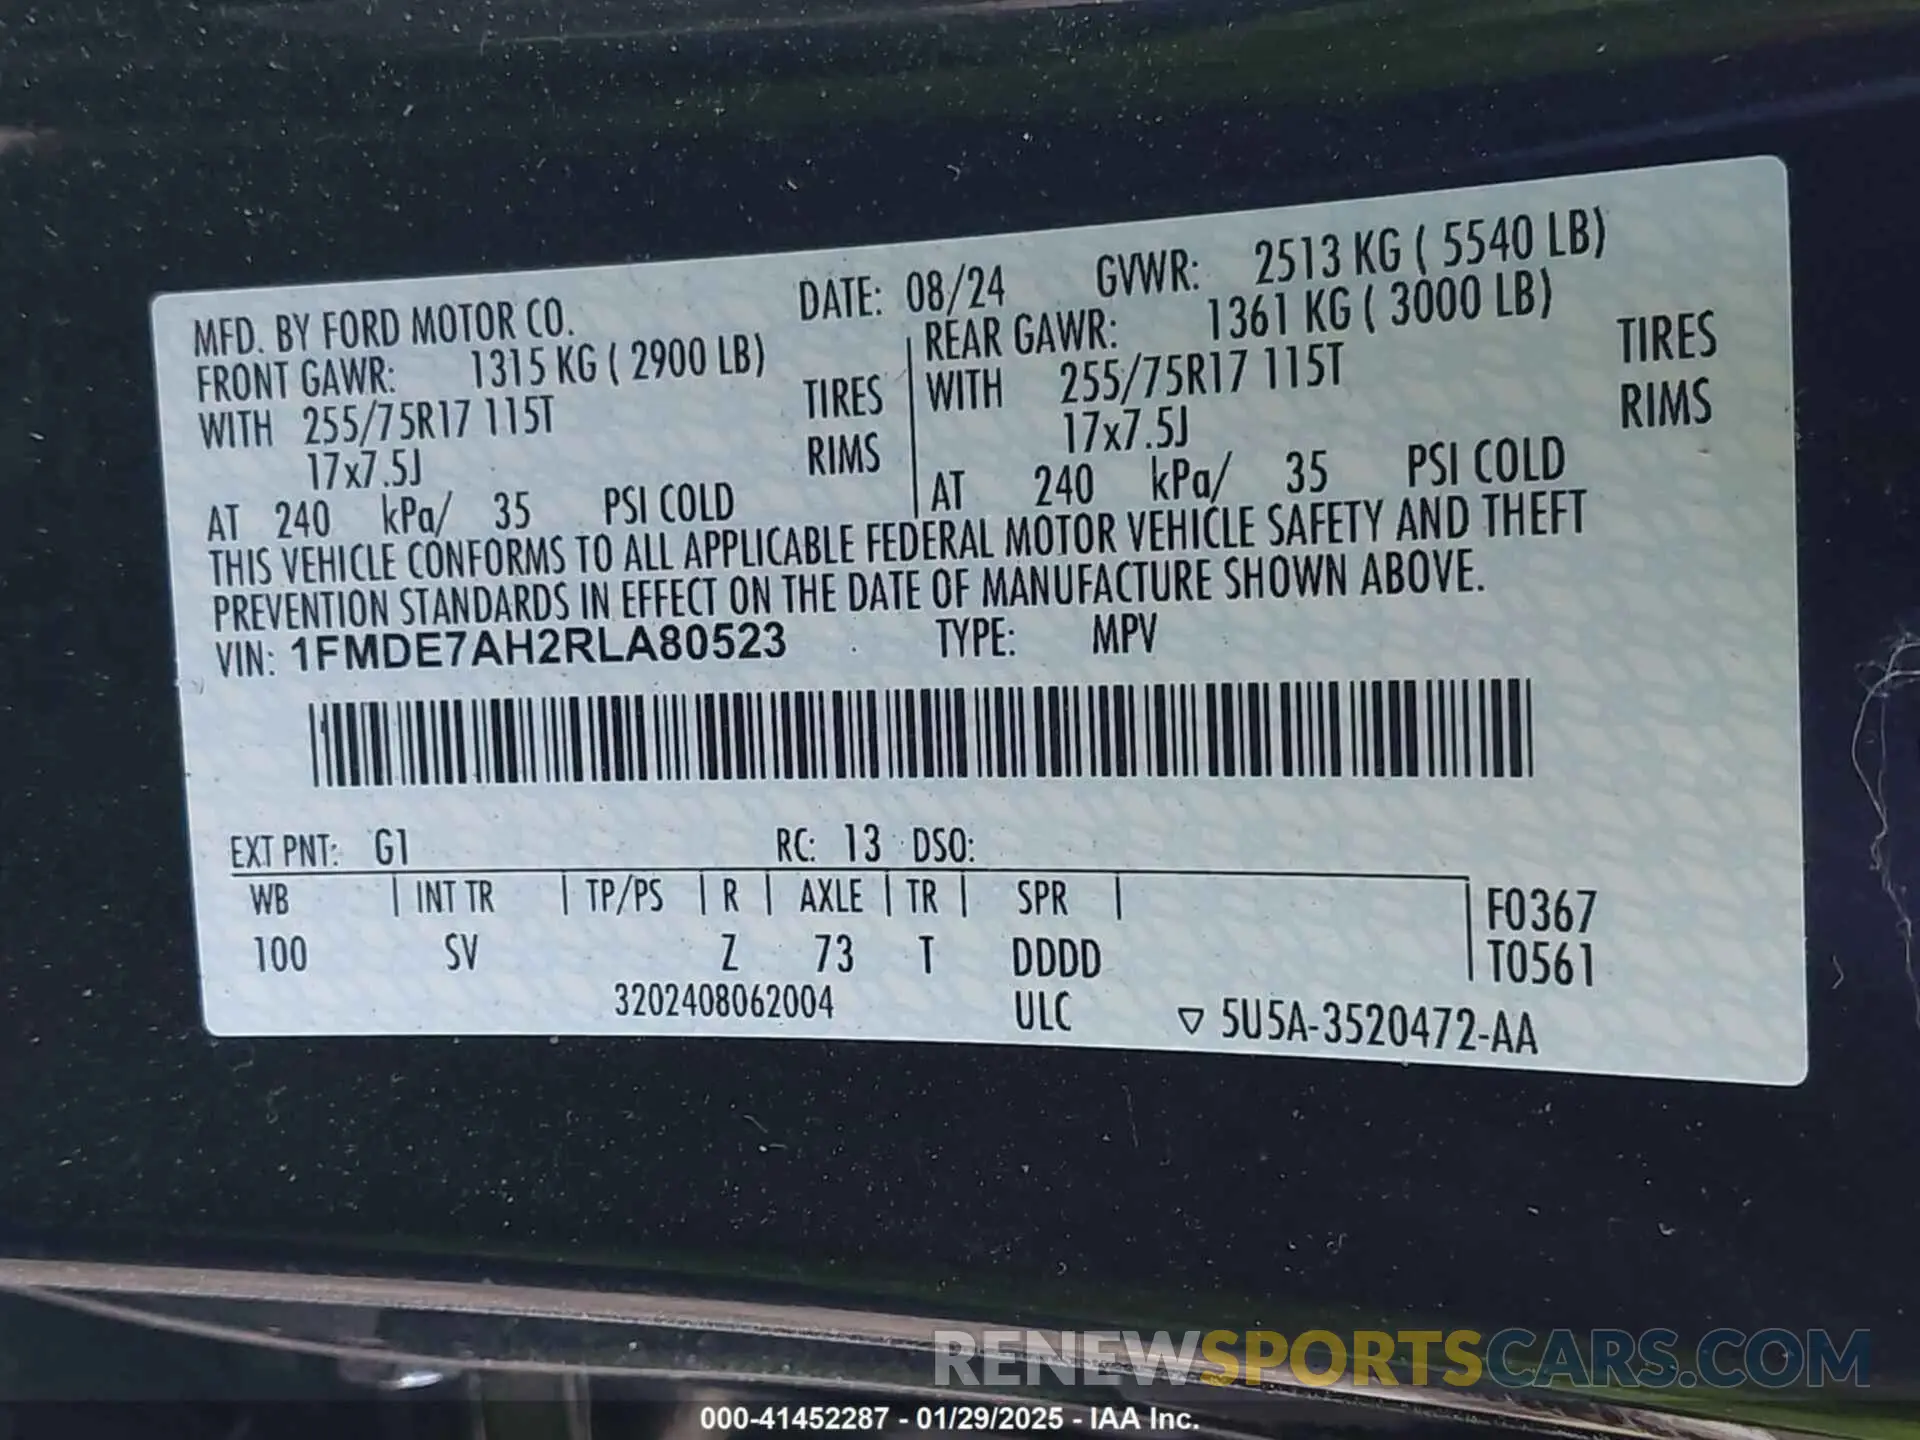 MFD. BY FORD MOTOR CO. DATE: 08/24 GVWR: 2513 KG ( 5540 LB)
FRONT GAWR: 1315 KG ( 2900 LB) REAR GAWR: 1361 KG ( 3000 LB)
WITH 255/75R17 115T TIRES WITH 255/75R17 115T TIRES
17x7.5J RIMS 17x7.5J RIMS
AT 240 kPa/ 35 PSI COLD AT 240 kPa/ 35 PSI COLD
THIS VEHICLE CONFORMS TO ALL APPLICABLE FEDERAL MOTOR VEHICLE SAFETY AND THEFT
PREVENTION STANDARDS IN EFFECT ON THE DATE OF MANUFACTURE SHOWN ABOVE.
VIN: 1FMDE7AH2RLA80523 TYPE: MPV
EXT PNT: G1 RC: 13 DSO:
WB | INT TR | TP/PS | R | AXLE | TR | SPR | F0367
100 SV Z 73 T DDDD T0561
3202408062004 ULC ▽ 5U5A-3520472-AA
RENEWSPORTSCARS.COM
000-41452287 - 01/29/2025 - IAA Inc.